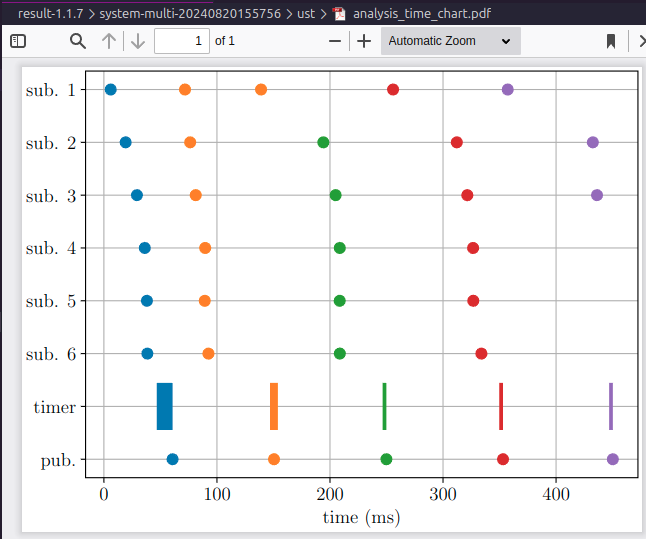 result-1.1.7 > system-multi-20240820155756 > ust > analysis_time_chart.pdf
1 of 1 Automatic Zoom
sub. 1
sub. 2
sub. 3
sub. 4
sub. 5
sub. 6
timer
pub.
0 100 200 300 400
time (ms)